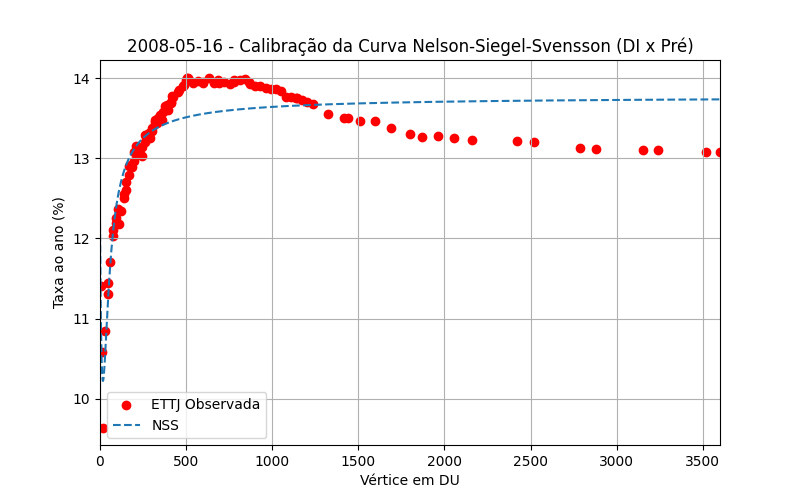 2008-05-16 - Calibração da Curva Nelson-Siegel-Svensson (DI x Pré)
Taxa ao ano (%)
14
13
12
11
10
ETTJ Observada
NSS
0 500 1000 1500 2000 2500 3000 3500
Vértice em DU